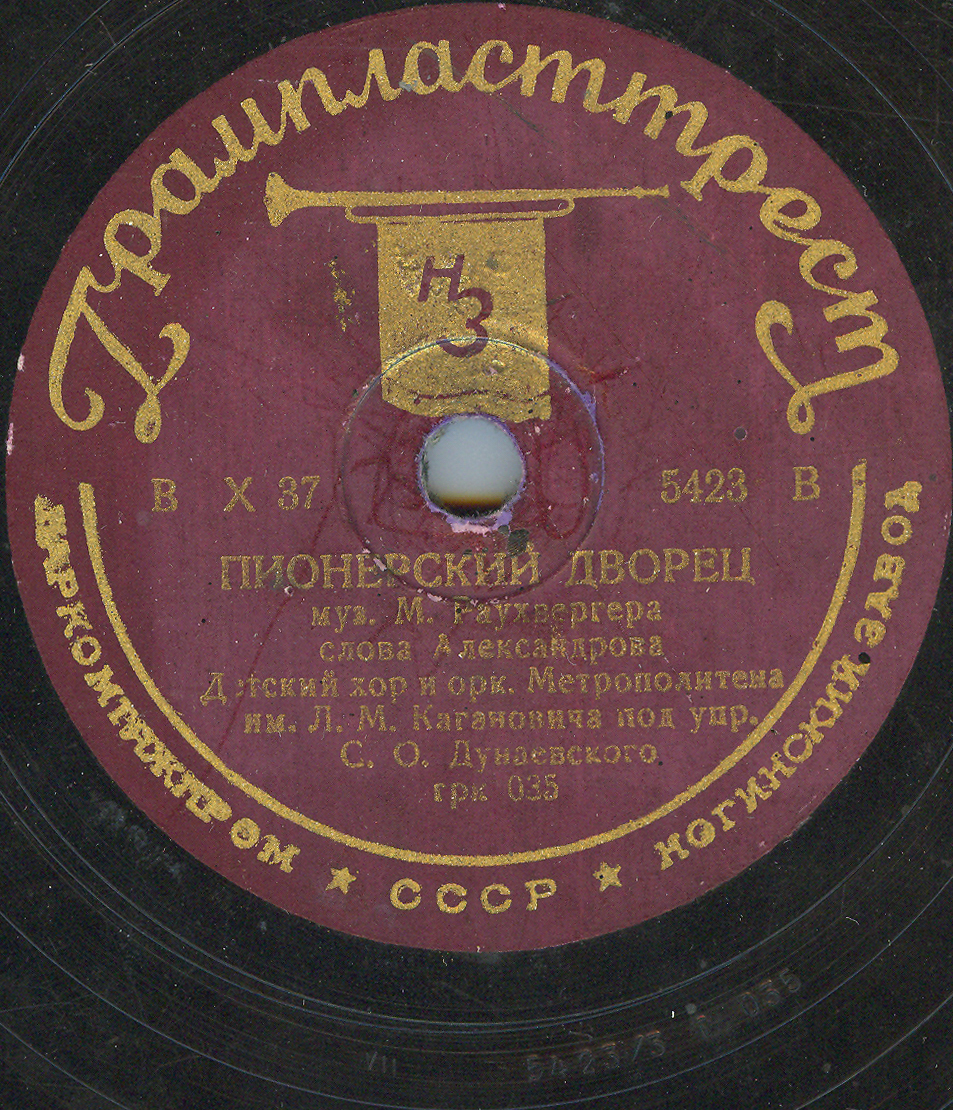 Грампласттрест
Н
З
В Х 37 5423 В
ПИОНЕРСКИЙ ДВОРЕЦ
муз. М. Раухвергера
слова Александрова
Детский хор и орк. Метрополитена
им. Л. М. Кагановича под упр.
С. О. Дунаевского
грк 035
НАРКОМТЯЖПРОМ ★ СССР ★ НОГИНСКИЙ ЗАВОД
VII 5423/3 035